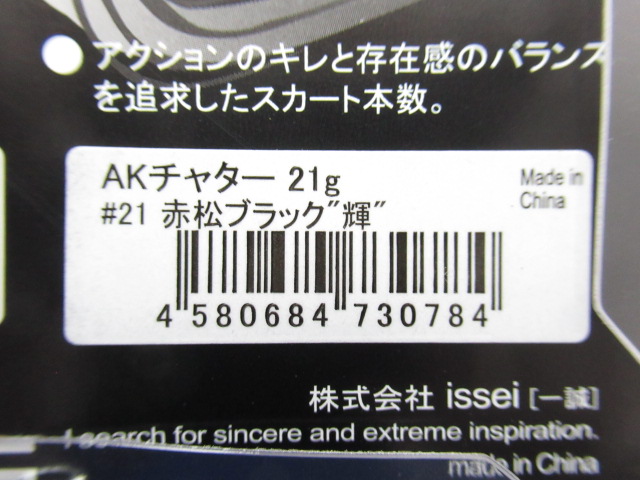 ●アクションのキレと存在感のバランス
を追求したスカート本数。
AKチャター 21g
Made in
China
#21 赤松ブラック"輝"
4 580684 730784
株式会社 issei [一誠]
I search for sincere and extreme inspiration.
made in China